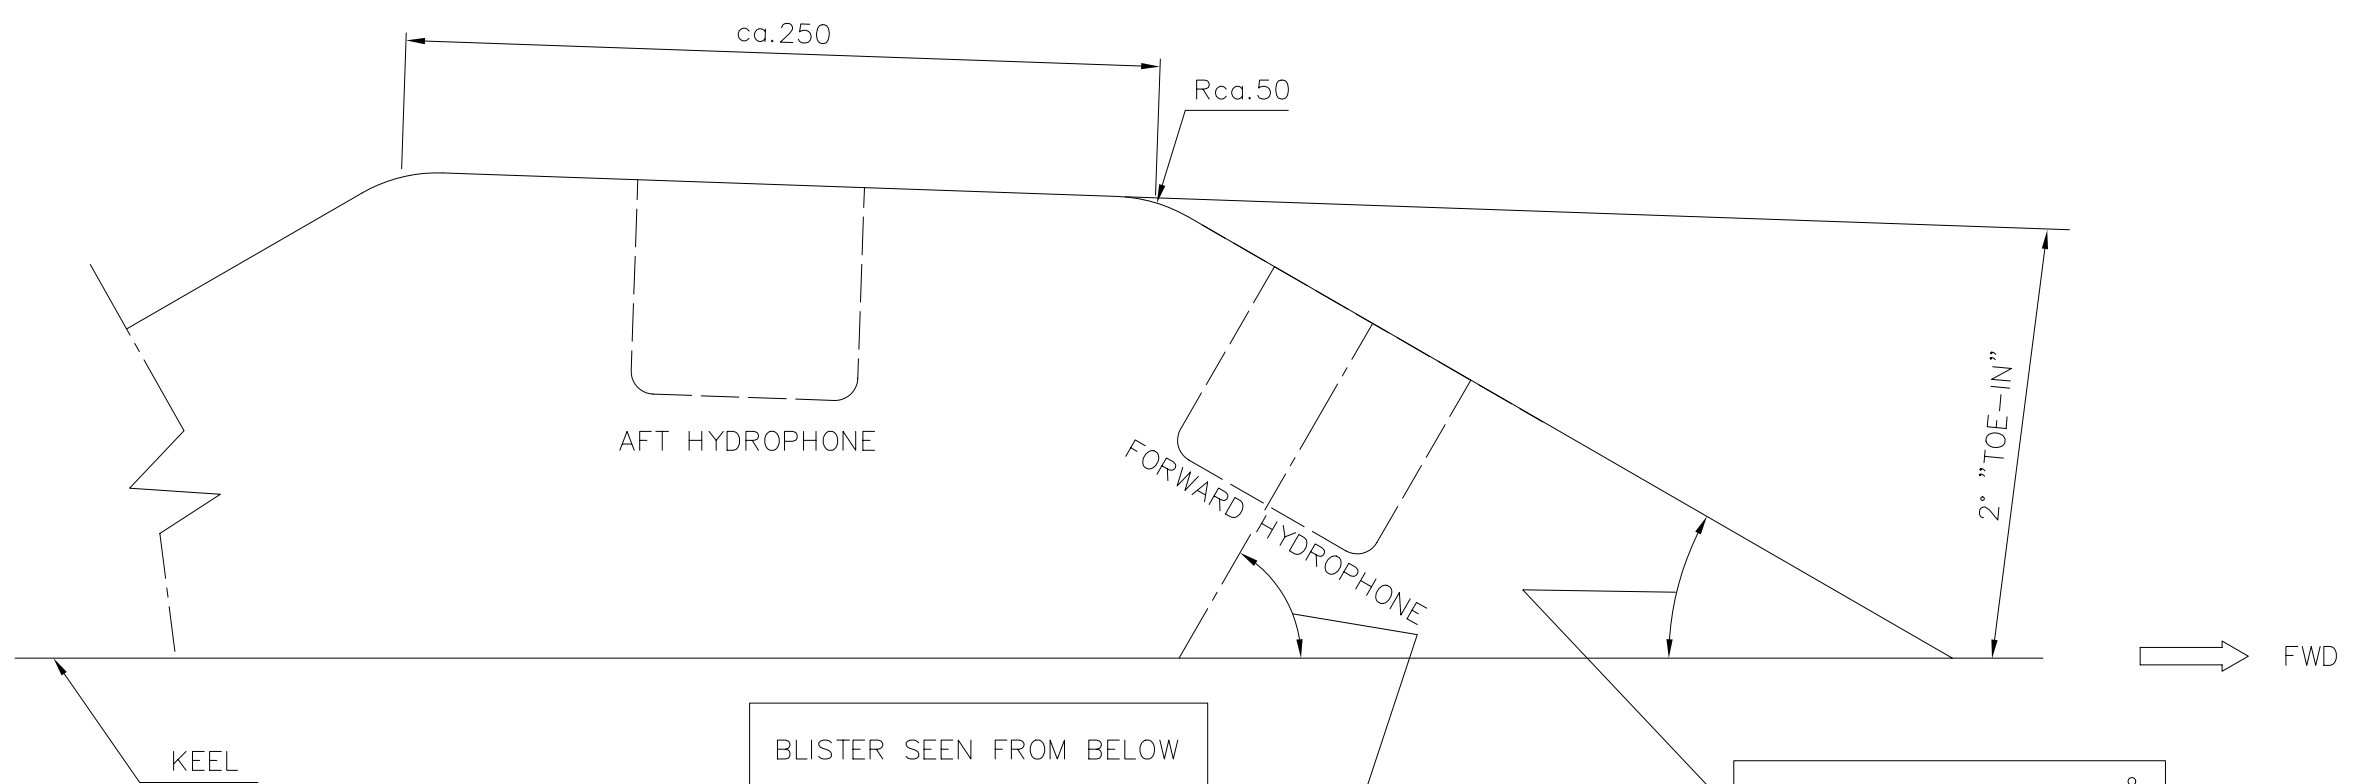 ca.250
Rca.50
2° "TOE-IN"
AFT HYDROPHONE
FORWARD HYDROPHONE
FWD
KEEL
BLISTER SEEN FROM BELOW